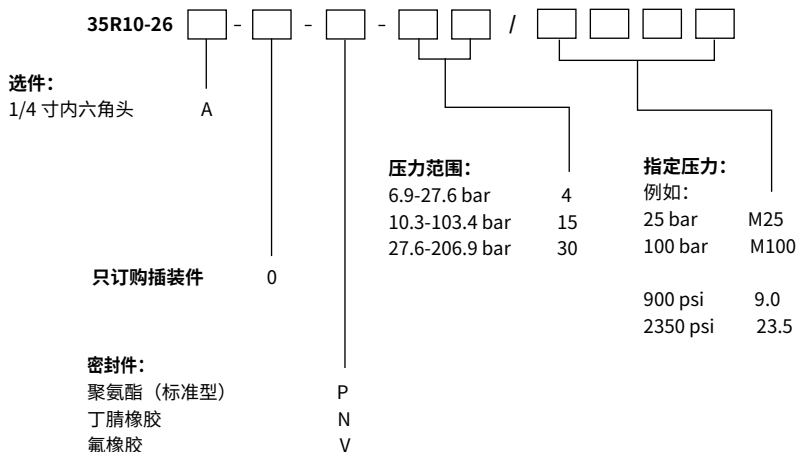 35R10-26 - - - /
选件：
1/4 寸内六角头 A
压力范围：
6.9-27.6 bar 4
10.3-103.4 bar 15
27.6-206.9 bar 30
指定压力：
例如：
25 bar M25
100 bar M100
900 psi 9.0
2350 psi 23.5
只订购插装件 0
密封件：
聚氨酯（标准型） P
丁腈橡胶 N
氟橡胶 V